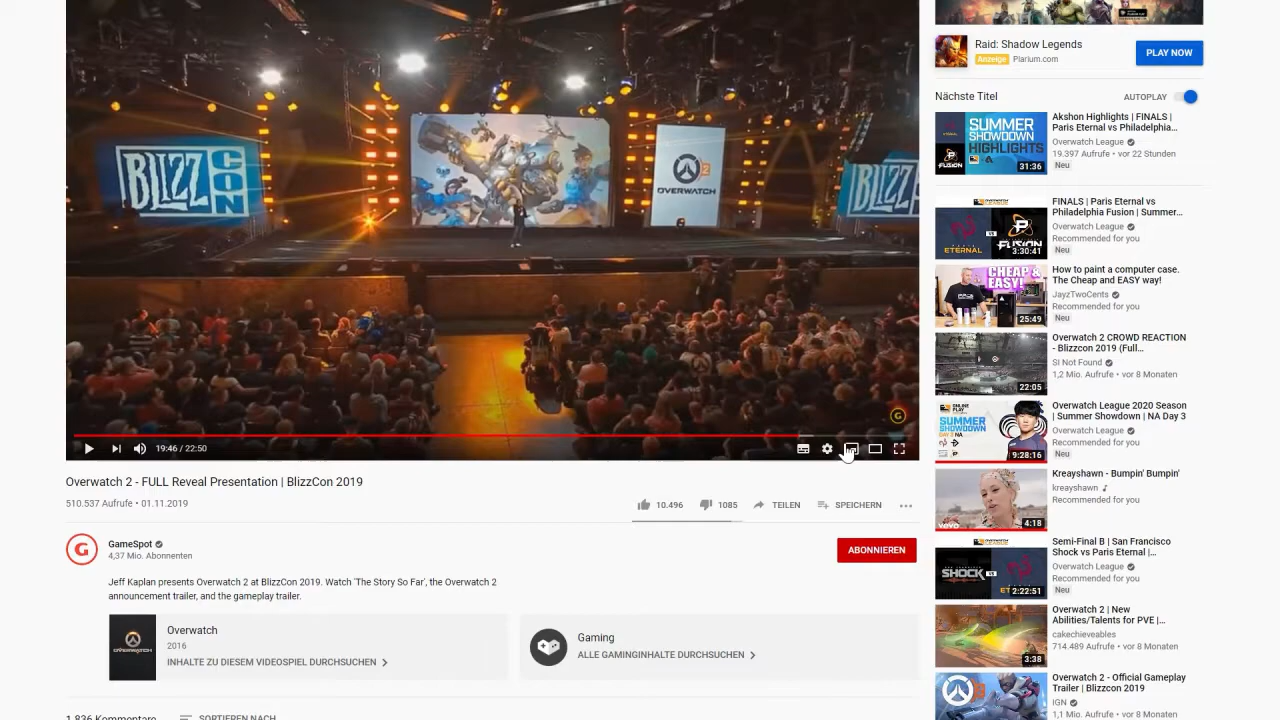 BLIZZ
CON
2
OVERWATCH
BLIZZ
G
19:46 / 22:50
Overwatch 2 - FULL Reveal Presentation | BlizzCon 2019
510.537 Aufrufe • 01.11.2019
10.496
1085
TEILEN
SPEICHERN
G
GameSpot
4,37 Mio. Abonnenten
ABONNIEREN
Jeff Kaplan presents Overwatch 2 at BlizzCon 2019. Watch 'The Story So Far', the Overwatch 2
announcement trailer, and the gameplay trailer.
OVERWATCH
Overwatch
2016
INHALTE ZU DIESEM VIDEOSPIEL DURCHSUCHEN
Gaming
ALLE GAMINGINHALTE DURCHSUCHEN
1.836 Kommentare
SORTIEREN NACH
Raid: Shadow Legends
Anzeige Plarium.com
PLAY NOW
Nächste Titel
AUTOPLAY
SUMMER
SHOWDOWN
HIGHLIGHTS
FUSION
31:36
Akshon Highlights | FINALS |
Paris Eternal vs Philadelphia...
Overwatch League
19.397 Aufrufe • vor 22 Stunden
Neu
ETERNAL
VS
FUSION
3:30:41
FINALS | Paris Eternal vs
Philadelphia Fusion | Summer...
Overwatch League
Recommended for you
Neu
CHEAP &
EASY!
25:49
How to paint a computer case.
The Cheap and EASY way!
JayzTwoCents
Recommended for you
Neu
22:05
Overwatch 2 CROWD REACTION
- Blizzcon 2019 (Full...
SI Not Found
1,2 Mio. Aufrufe • vor 8 Monaten
ONLINE
PLAY
SUMMER
SHOWDOWN
9:28:16
Overwatch League 2020 Season
| Summer Showdown | NA Day 3
Overwatch League
Recommended for you
Neu
vevo
4:18
Kreayshawn - Bumpin' Bumpin'
kreayshawn
Recommended for you
SHOCK
VS
2:22:51
Semi-Final B | San Francisco
Shock vs Paris Eternal |...
Overwatch League
Recommended for you
Neu
3:38
Overwatch 2 | New
Abilities/Talents for PVE |...
cakechieveables
714.489 Aufrufe • vor 8 Monaten
Overwatch 2 - Official Gameplay
Trailer | Blizzcon 2019
IGN
1,1 Mio. Aufrufe • vor 8 Monaten